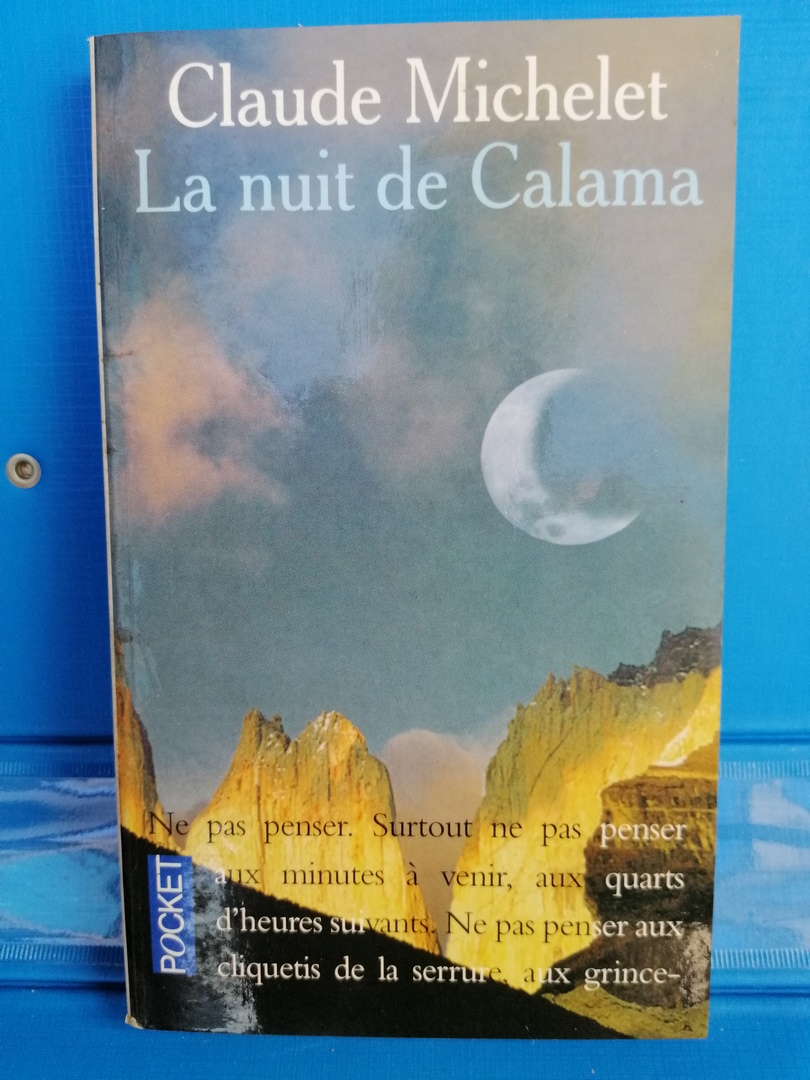 Claude Michelet
La nuit de Calama
Ne pas penser. Surtout ne pas penser
aux minutes à venir, aux quarts
d'heures suivants. Ne pas penser aux
cliquetis de la serrure, aux grince-
POCKET